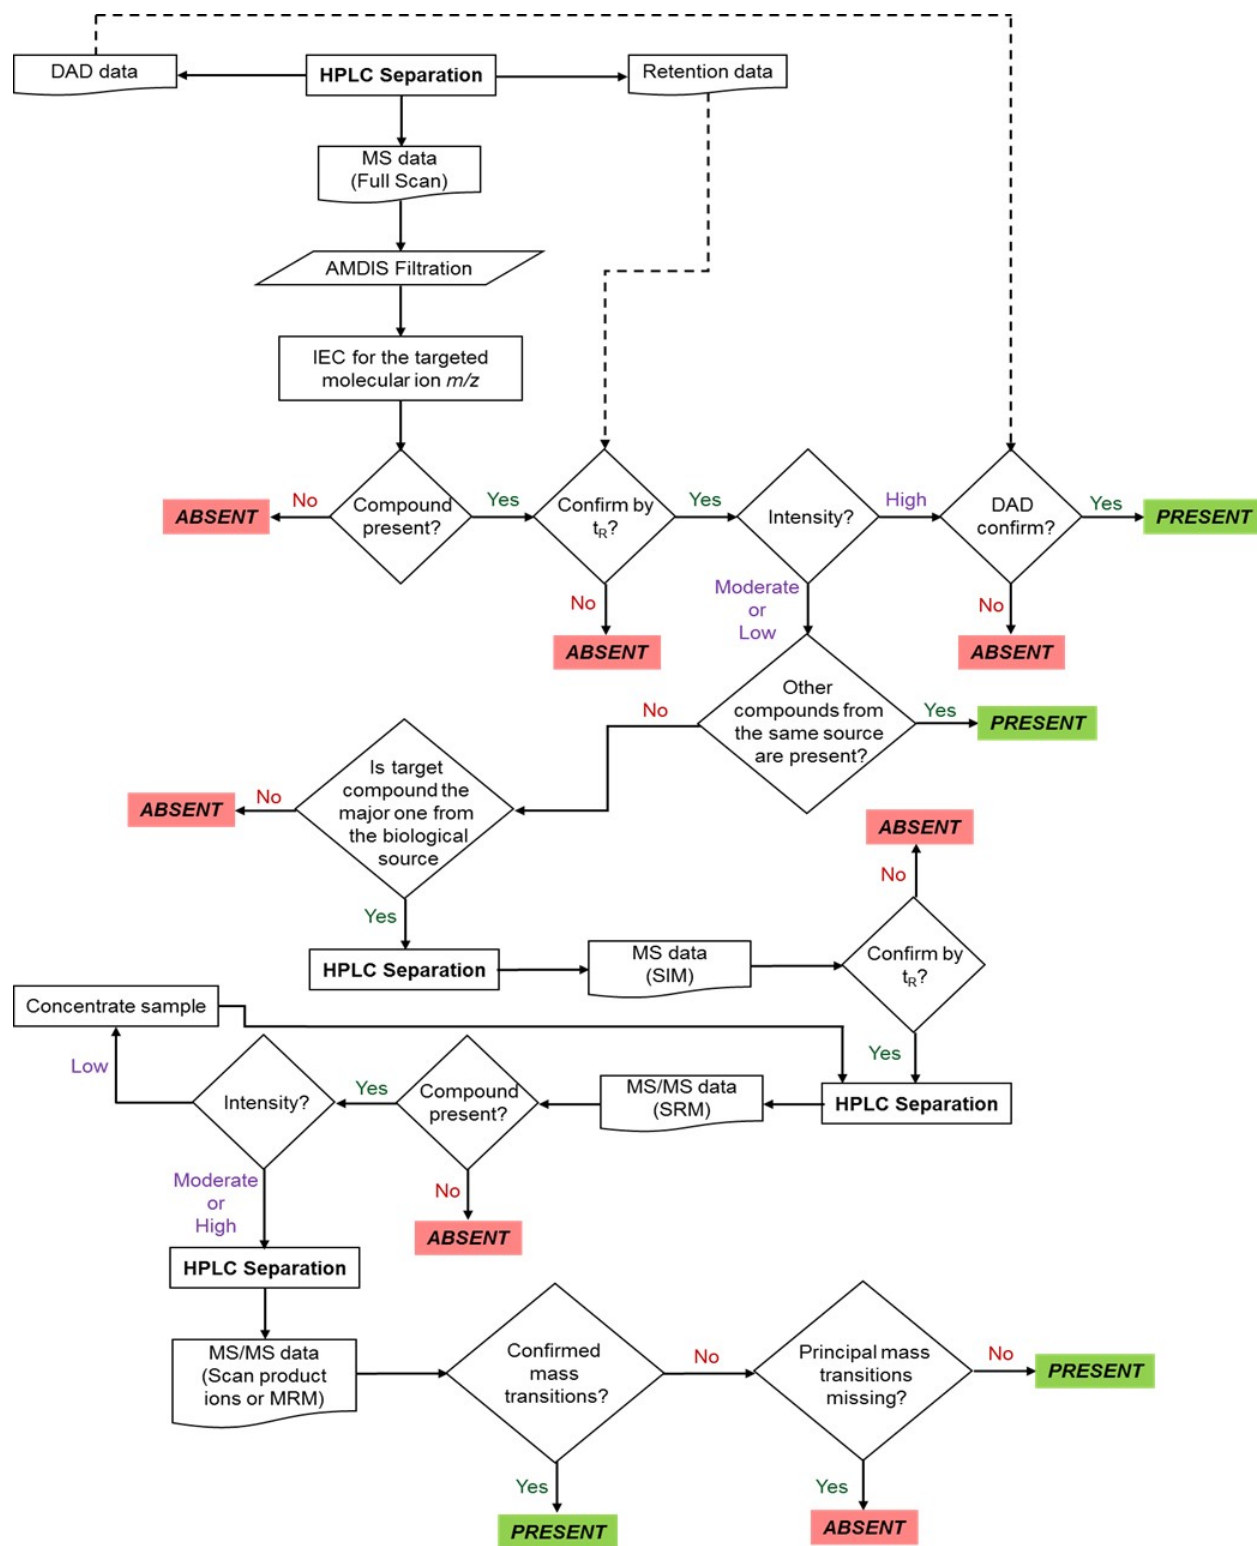 DAD data
HPLC Separation
Retention data
MS data
(Full Scan)
AMDIS Filtration
IEC for the targeted
molecular ion m/z
ABSENT
No
Compound
present?
Yes
Confirm by
tR?
Yes
Intensity?
High
DAD
confirm?
Yes
PRESENT
No
ABSENT
Moderate
or
Low
No
ABSENT
Other
compounds from
the same source
are present?
Yes
PRESENT
No
Is target
compound the
major one from
the biological
source
No
ABSENT
Yes
HPLC Separation
MS data
(SIM)
Confirm by
tR?
No
ABSENT
Yes
HPLC Separation
MS/MS data
(SRM)
Compound
present?
No
ABSENT
Yes
Intensity?
Low
Concentrate sample
Moderate
or
High
HPLC Separation
MS/MS data
(Scan product
ions or MRM)
Confirmed
mass
transitions?
Yes
PRESENT
No
Principal mass
transitions
missing?
No
PRESENT
Yes
ABSENT